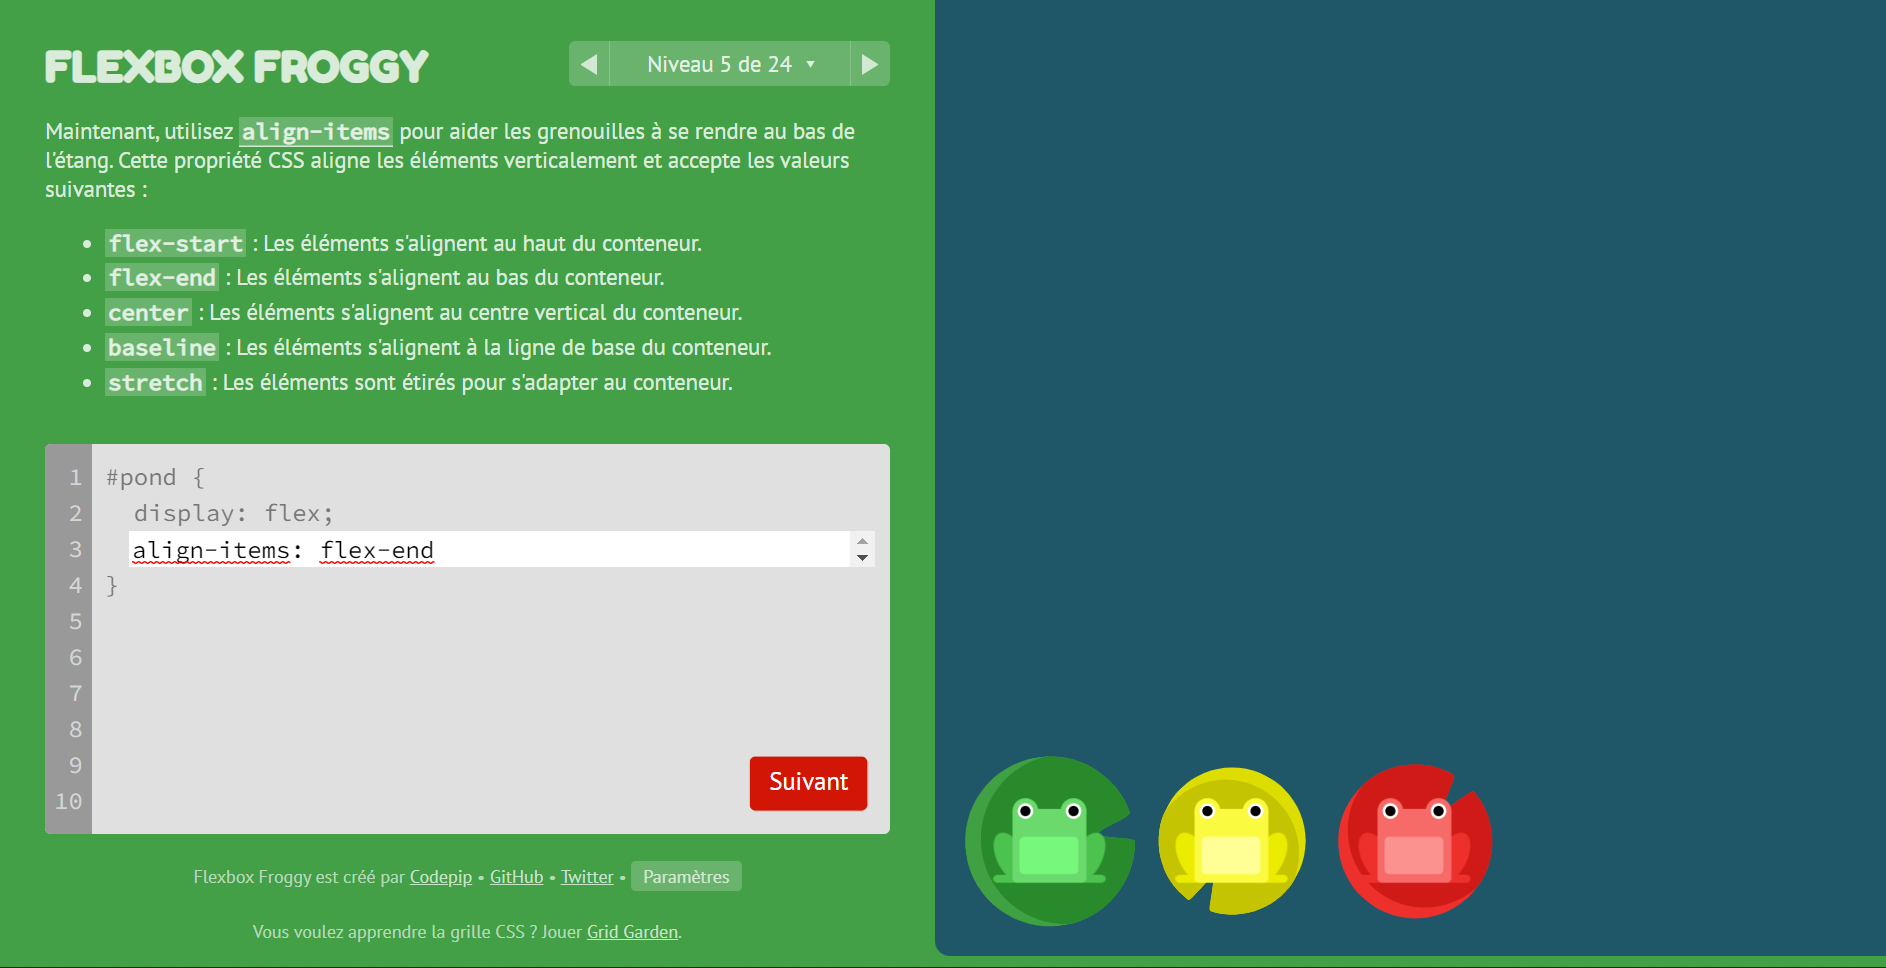 FLEXBOX FROGGY
Niveau 5 de 24 ▼
Maintenant, utilisez align-items pour aider les grenouilles à se rendre au bas de
l'étang. Cette propriété CSS aligne les éléments verticalement et accepte les valeurs
suivantes :
• flex-start : Les éléments s'alignent au haut du conteneur.
• flex-end : Les éléments s'alignent au bas du conteneur.
• center : Les éléments s'alignent au centre vertical du conteneur.
• baseline : Les éléments s'alignent à la ligne de base du conteneur.
• stretch : Les éléments sont étirés pour s'adapter au conteneur.
1 #pond {
2 display: flex;
3 align-items: flex-end
4 }
5
6
7
8
9
10
Suivant
Flexbox Froggy est créé par Codepip • GitHub • Twitter • Paramètres
Vous voulez apprendre la grille CSS ? Jouer Grid Garden.